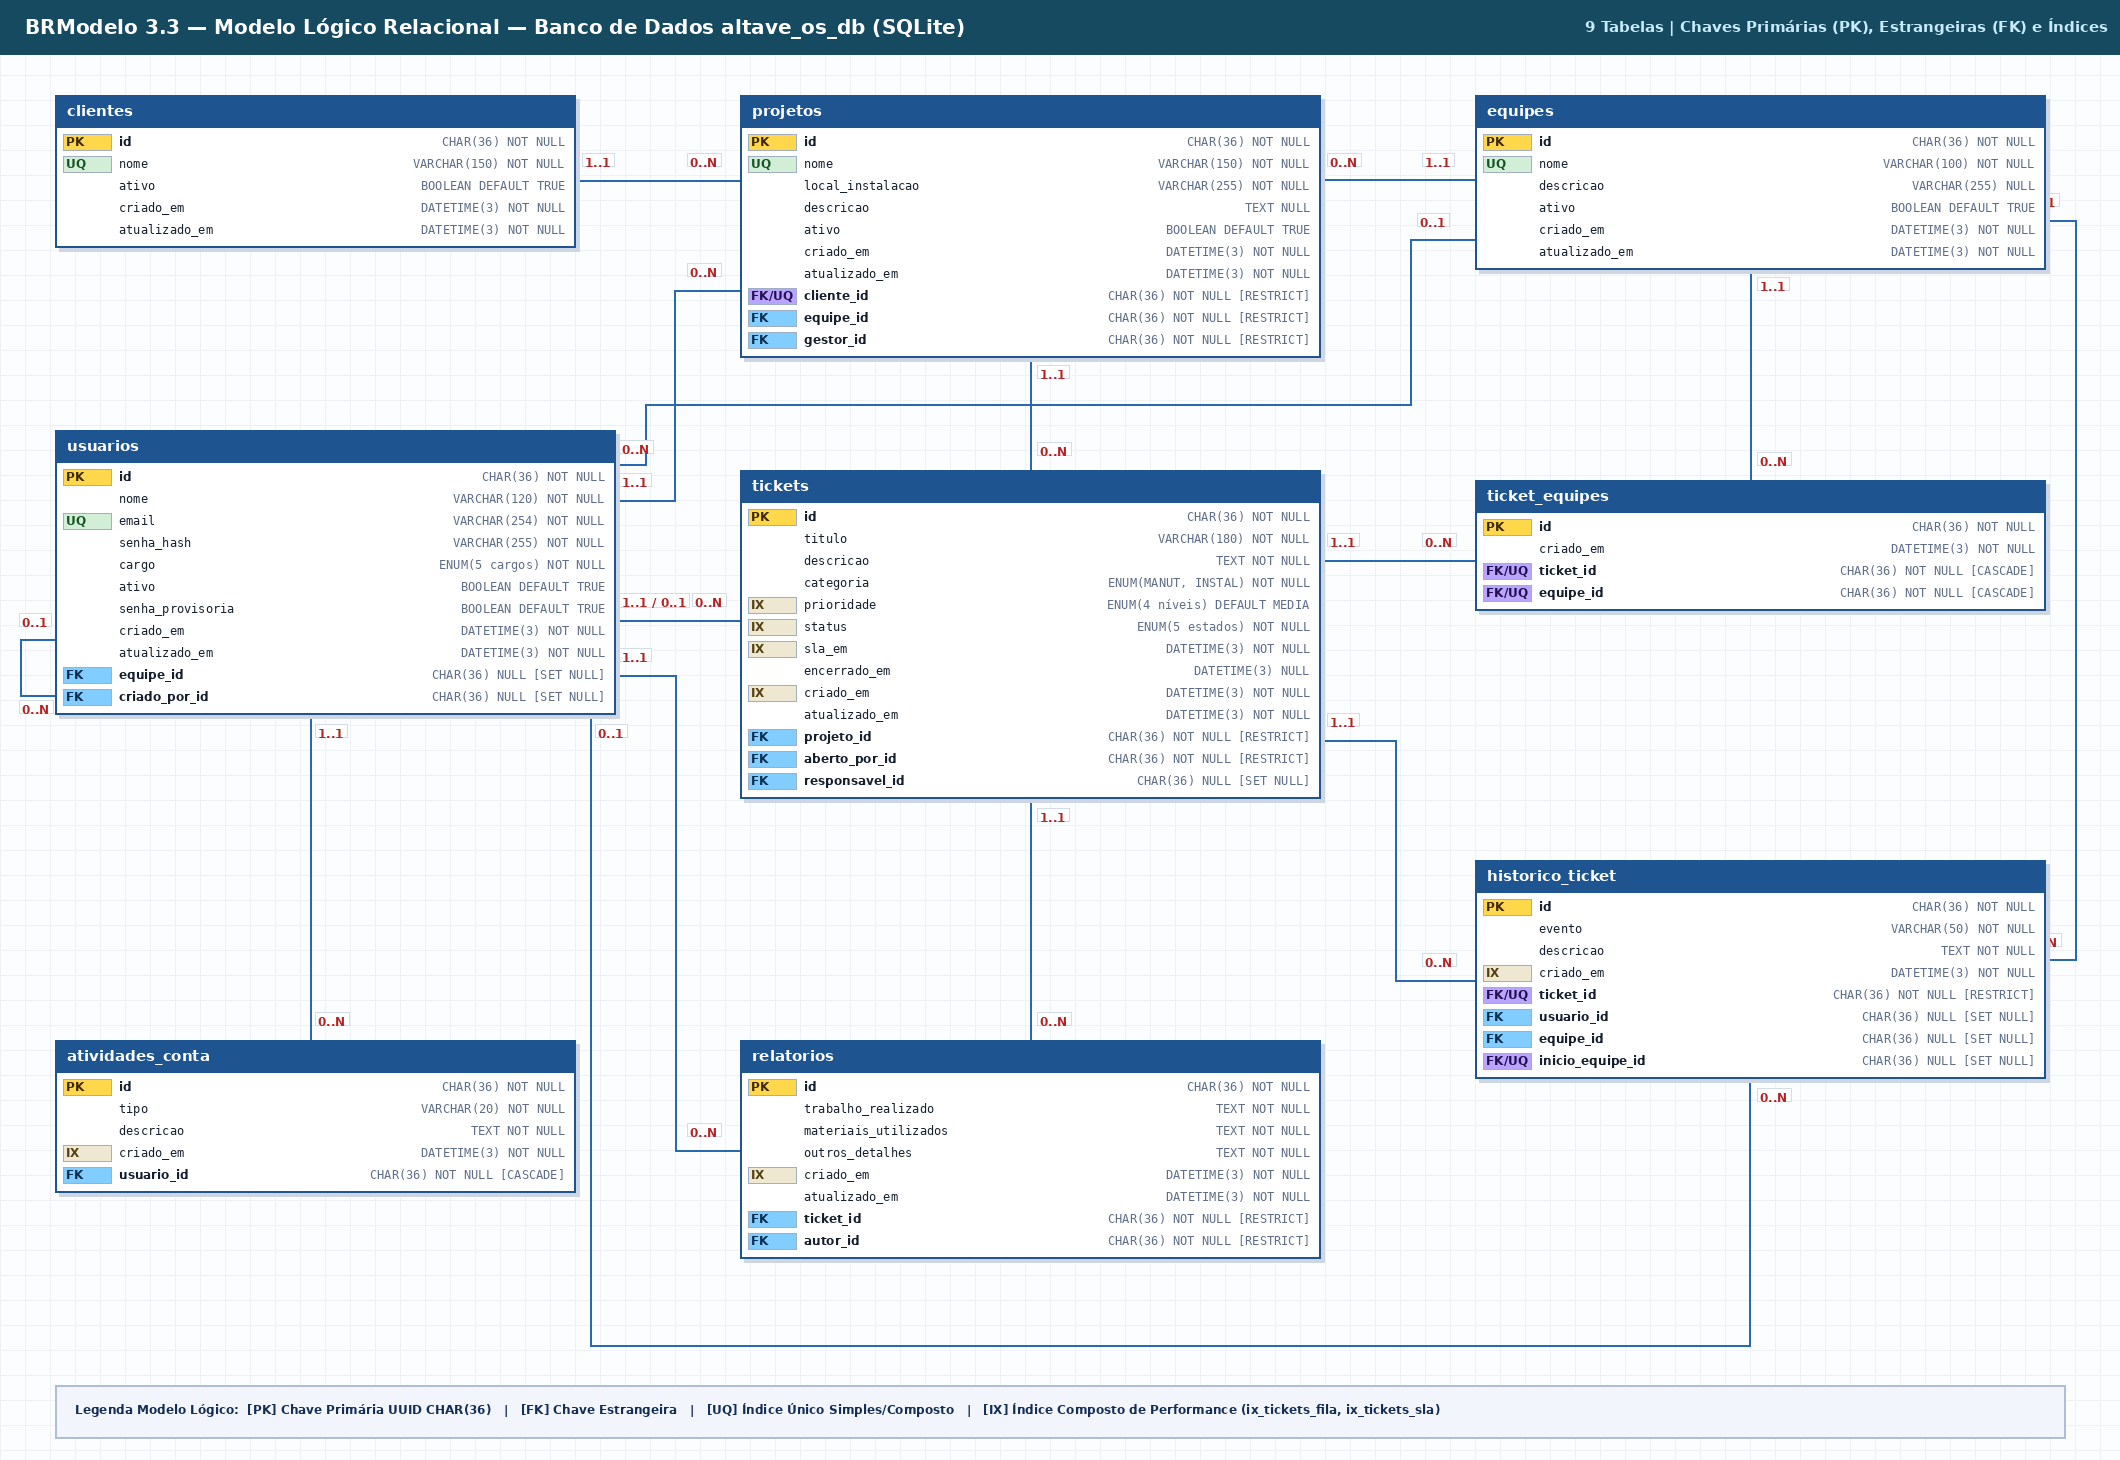 BRModelo 3.3 — Modelo Lógico Relacional — Banco de Dados altave_os_db (SQLite)
9 Tabelas | Chaves Primárias (PK), Estrangeiras (FK) e Índices
clientes
PK id CHAR(36) NOT NULL
UQ nome VARCHAR(150) NOT NULL
ativo BOOLEAN DEFAULT TRUE
criado_em DATETIME(3) NOT NULL
atualizado_em DATETIME(3) NOT NULL
1..1
0..N
projetos
PK id CHAR(36) NOT NULL
UQ nome VARCHAR(150) NOT NULL
local_instalacao VARCHAR(255) NOT NULL
descricao TEXT NULL
ativo BOOLEAN DEFAULT TRUE
criado_em DATETIME(3) NOT NULL
atualizado_em DATETIME(3) NOT NULL
FK/UQ cliente_id CHAR(36) NOT NULL [RESTRICT]
FK equipe_id CHAR(36) NOT NULL [RESTRICT]
FK gestor_id CHAR(36) NOT NULL [RESTRICT]
0..N
1..1
0..1
0..N
equipes
PK id CHAR(36) NOT NULL
UQ nome VARCHAR(100) NOT NULL
descricao VARCHAR(255) NULL
ativo BOOLEAN DEFAULT TRUE
criado_em DATETIME(3) NOT NULL
atualizado_em DATETIME(3) NOT NULL
1
1..1
1..1
0..N
0..N
usuarios
PK id CHAR(36) NOT NULL
nome VARCHAR(120) NOT NULL
UQ email VARCHAR(254) NOT NULL
senha_hash VARCHAR(255) NOT NULL
cargo ENUM(5 cargos) NOT NULL
ativo BOOLEAN DEFAULT TRUE
senha_provisoria BOOLEAN DEFAULT TRUE
criado_em DATETIME(3) NOT NULL
atualizado_em DATETIME(3) NOT NULL
FK equipe_id CHAR(36) NULL [SET NULL]
FK criado_por_id CHAR(36) NULL [SET NULL]
0..1
0..N
0..N
1..1
1..1 / 0..1
0..N
1..1
1..1
0..1
tickets
PK id CHAR(36) NOT NULL
titulo VARCHAR(180) NOT NULL
descricao TEXT NOT NULL
categoria ENUM(MANUT, INSTAL) NOT NULL
IX prioridade ENUM(4 níveis) DEFAULT MEDIA
IX status ENUM(5 estados) NOT NULL
IX sla_em DATETIME(3) NOT NULL
encerrado_em DATETIME(3) NULL
IX criado_em DATETIME(3) NOT NULL
atualizado_em DATETIME(3) NOT NULL
FK projeto_id CHAR(36) NOT NULL [RESTRICT]
FK aberto_por_id CHAR(36) NOT NULL [RESTRICT]
FK responsavel_id CHAR(36) NULL [SET NULL]
1..1
0..N
1..1
1..1
ticket_equipes
PK id CHAR(36) NOT NULL
criado_em DATETIME(3) NOT NULL
FK/UQ ticket_id CHAR(36) NOT NULL [CASCADE]
FK/UQ equipe_id CHAR(36) NOT NULL [CASCADE]
historico_ticket
PK id CHAR(36) NOT NULL
evento VARCHAR(50) NOT NULL
descricao TEXT NOT NULL
IX criado_em DATETIME(3) NOT NULL
FK/UQ ticket_id CHAR(36) NOT NULL [RESTRICT]
FK usuario_id CHAR(36) NULL [SET NULL]
FK equipe_id CHAR(36) NULL [SET NULL]
FK/UQ inicio_equipe_id CHAR(36) NULL [SET NULL]
N
0..N
0..N
0..N
atividades_conta
PK id CHAR(36) NOT NULL
tipo VARCHAR(20) NOT NULL
descricao TEXT NOT NULL
IX criado_em DATETIME(3) NOT NULL
FK usuario_id CHAR(36) NOT NULL [CASCADE]
0..N
0..N
relatorios
PK id CHAR(36) NOT NULL
trabalho_realizado TEXT NOT NULL
materiais_utilizados TEXT NOT NULL
outros_detalhes TEXT NOT NULL
IX criado_em DATETIME(3) NOT NULL
atualizado_em DATETIME(3) NOT NULL
FK ticket_id CHAR(36) NOT NULL [RESTRICT]
FK autor_id CHAR(36) NOT NULL [RESTRICT]
Legenda Modelo Lógico: [PK] Chave Primária UUID CHAR(36) | [FK] Chave Estrangeira | [UQ] Índice Único Simples/Composto | [IX] Índice Composto de Performance (ix_tickets_fila, ix_tickets_sla)